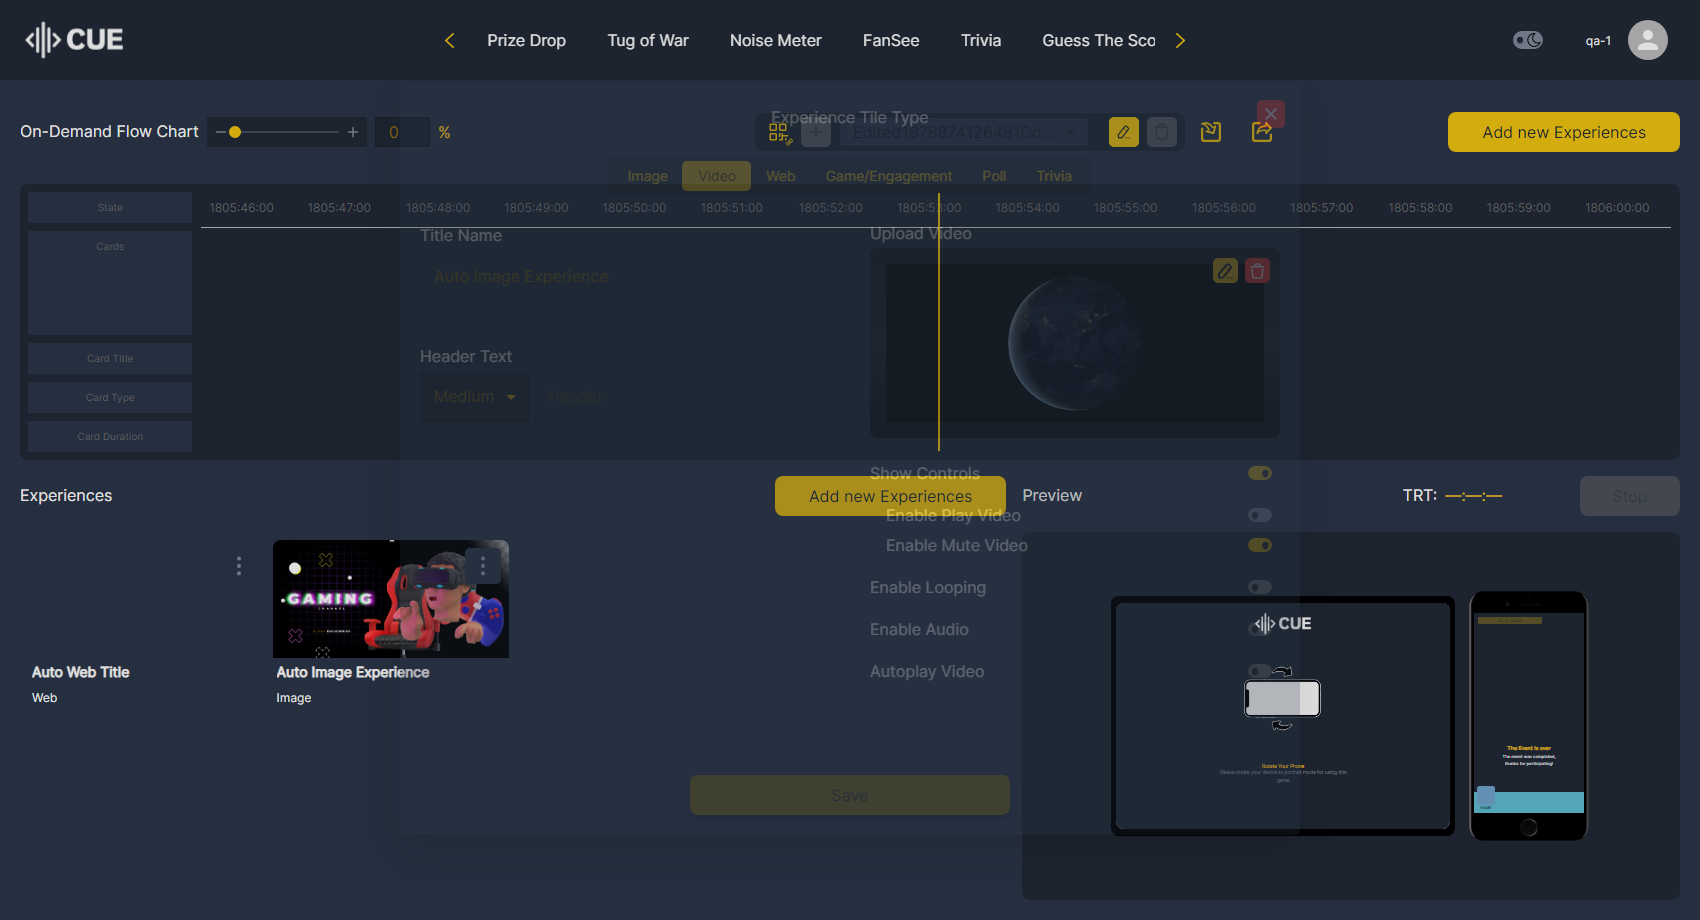 CUE
Prize Drop
Tug of War
Noise Meter
FanSee
Trivia
Guess The Sco
qa-1
On-Demand Flow Chart
0
%
Experience Tile Type
Edited1678874126481Co...
Add new Experiences
Image
Video
Web
Game/Engagement
Poll
Trivia
State
1805:46:00
1805:47:00
1805:48:00
1805:49:00
1805:50:00
1805:51:00
1805:52:00
1805:53:00
1805:54:00
1805:55:00
1805:56:00
1805:57:00
1805:58:00
1805:59:00
1806:00:00
Cards
Title Name
Upload Video
Auto Image Experience
Card Title
Header Text
Card Type
Medium
Header
Card Duration
Show Controls
Experiences
Add new Experiences
Preview
TRT: —:—:—
Stop
Enable Play Video
Enable Mute Video
Enable Looping
Enable Audio
Autoplay Video
GAMING
CHANNEL
CUE
Auto Web Title
Web
Auto Image Experience
Image
Rotate Your Phone
Please rotate your device to portrait mode for using this
game
The Event is over
The event was completed,
thanks for participating!
HOME
Save